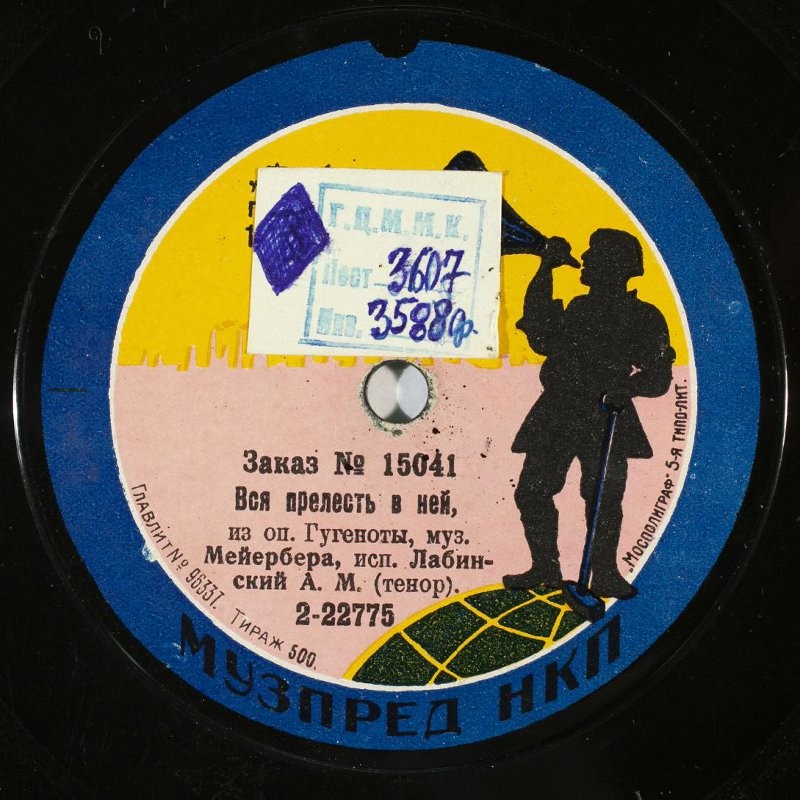 Г.Ц.М.М.К.
Пост 3607
Инв. 3588ф.
Заказ № 15041
Вся прелесть в ней,
из оп. Гугеноты, муз.
Мейербера, исп. Лабин-
ский А. М. (тенор).
2-22775
Главлит № 96337. Тираж 500.
„Мосполиграф" 5-я типо-лит.
МУЗПРЕД НКП